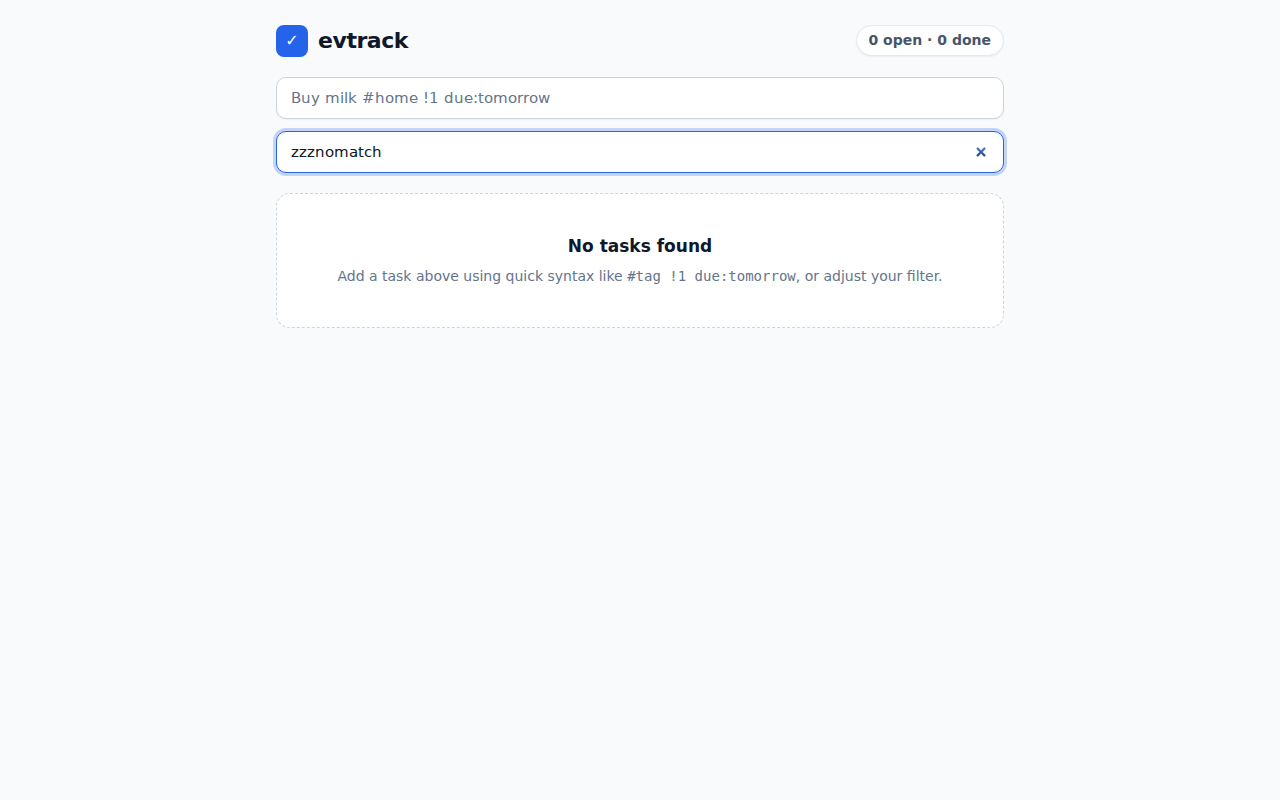 ✓ evtrack
0 open · 0 done
Buy milk #home !1 due:tomorrow
zzznomatch ×
No tasks found
Add a task above using quick syntax like #tag !1 due:tomorrow, or adjust your filter.